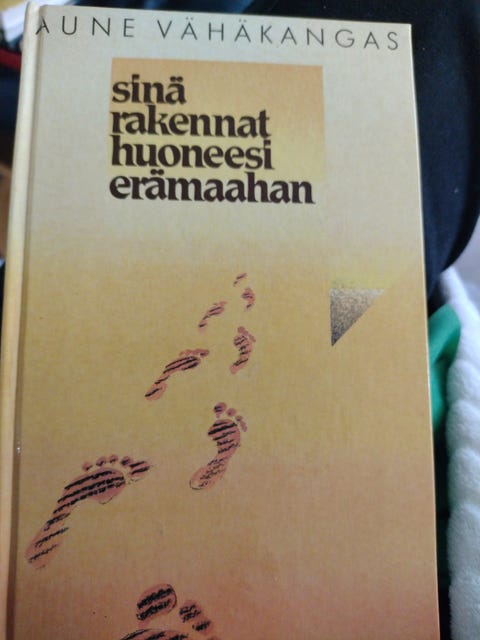 AUNE VÄHÄKANGAS
sinä
rakennat
huoneesi
erämaahan